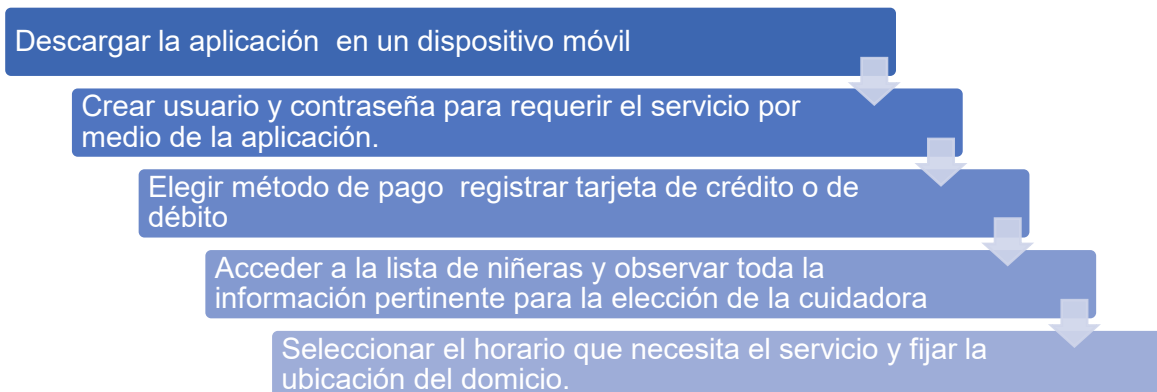 Descargar la aplicación  en un dispositivo móvil
Crear usuario y contraseña para requerir el servicio por
medio de la aplicación.
Elegir método de pago  registrar tarjeta de crédito o de
débito
Acceder a la lista de niñeras y observar toda la
información pertinente para la elección de la cuidadora
Seleccionar el horario que necesita el servicio y fijar la
ubicación del domicio.